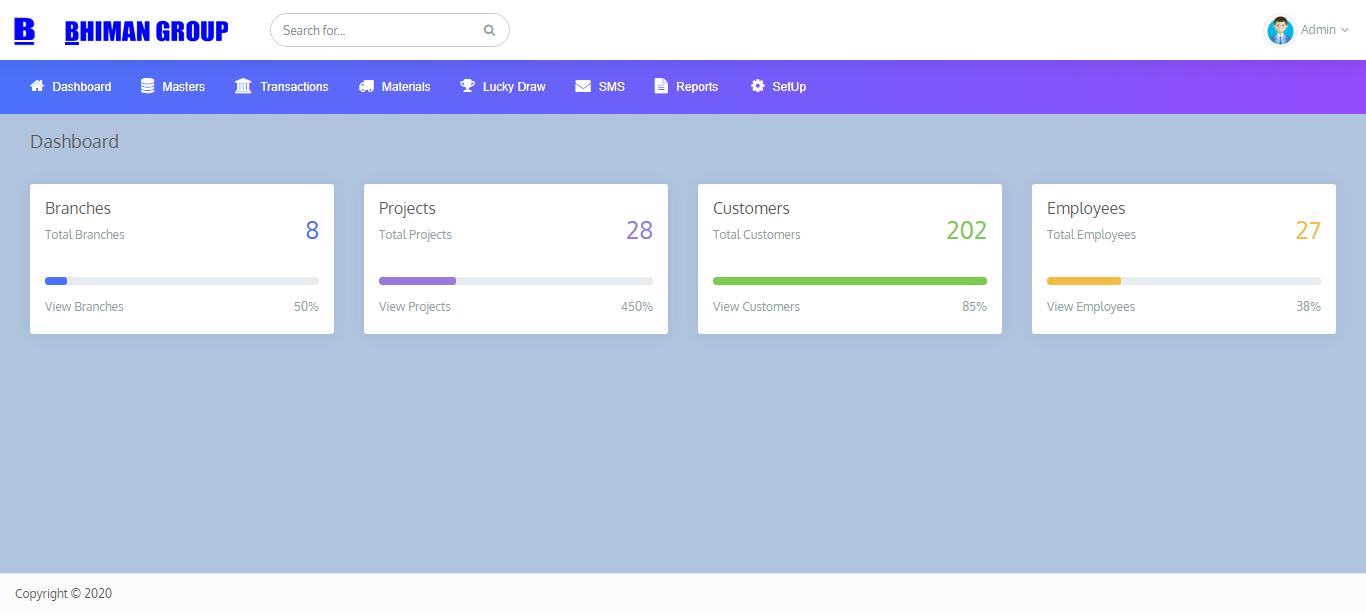 B BHIMAN GROUP Search for... Admin
Dashboard Masters Transactions Materials Lucky Draw SMS Reports SetUp
Dashboard
Branches
Total Branches 8
View Branches 50%
Projects
Total Projects 28
View Projects 450%
Customers
Total Customers 202
View Customers 85%
Employees
Total Employees 27
View Employees 38%
Copyright © 2020